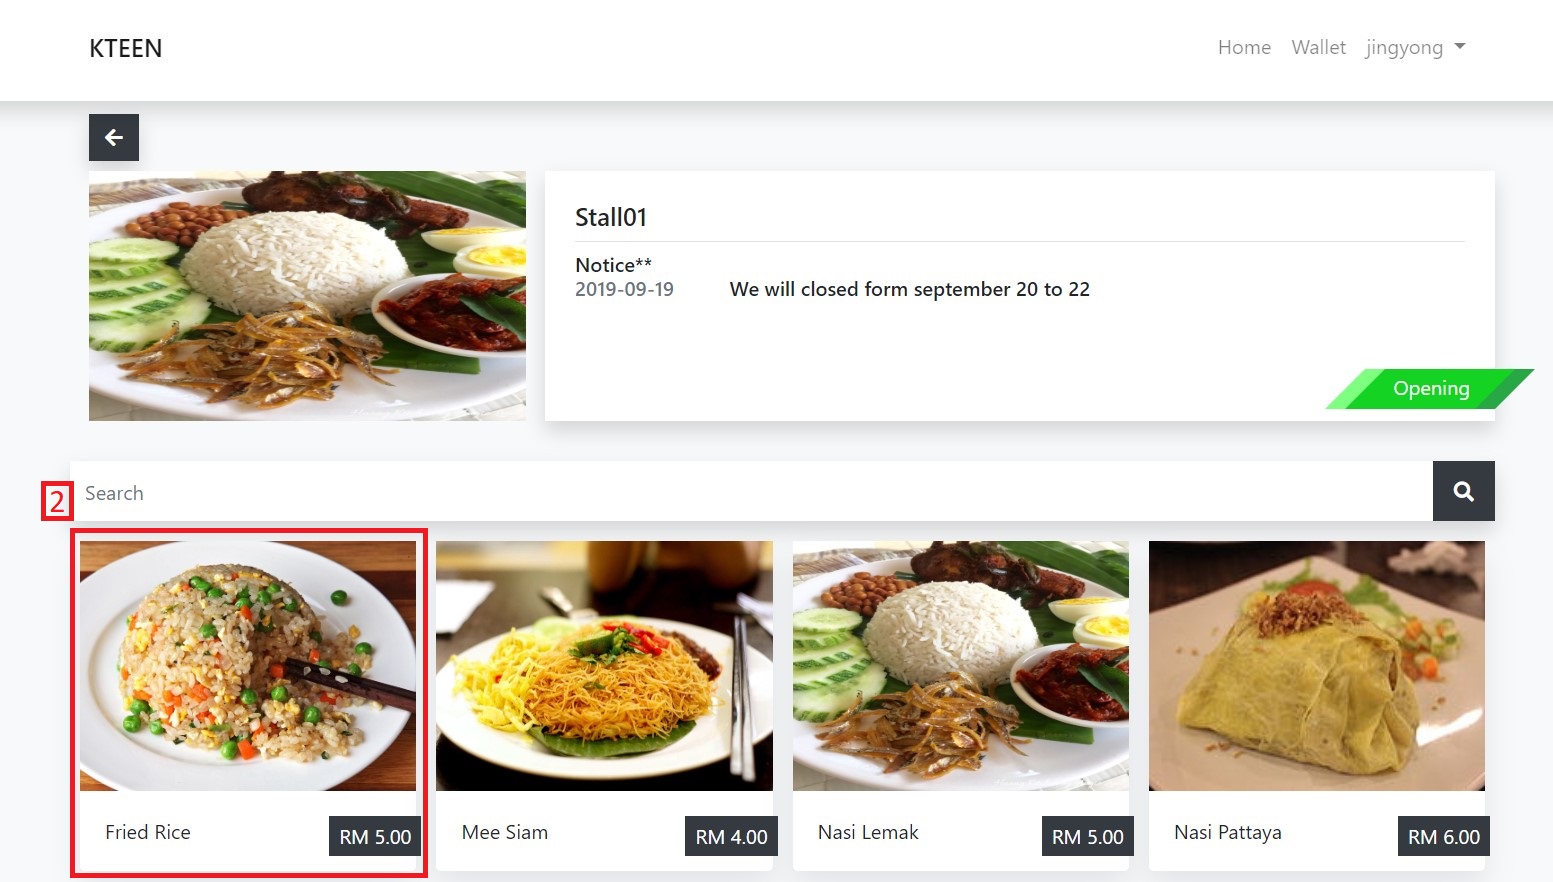 KTEEN
Home Wallet jingyong
Stall01
Notice**
2019-09-19 We will closed form september 20 to 22
Opening
2
Search
Fried Rice RM 5.00
Mee Siam RM 4.00
Nasi Lemak RM 5.00
Nasi Pattaya RM 6.00